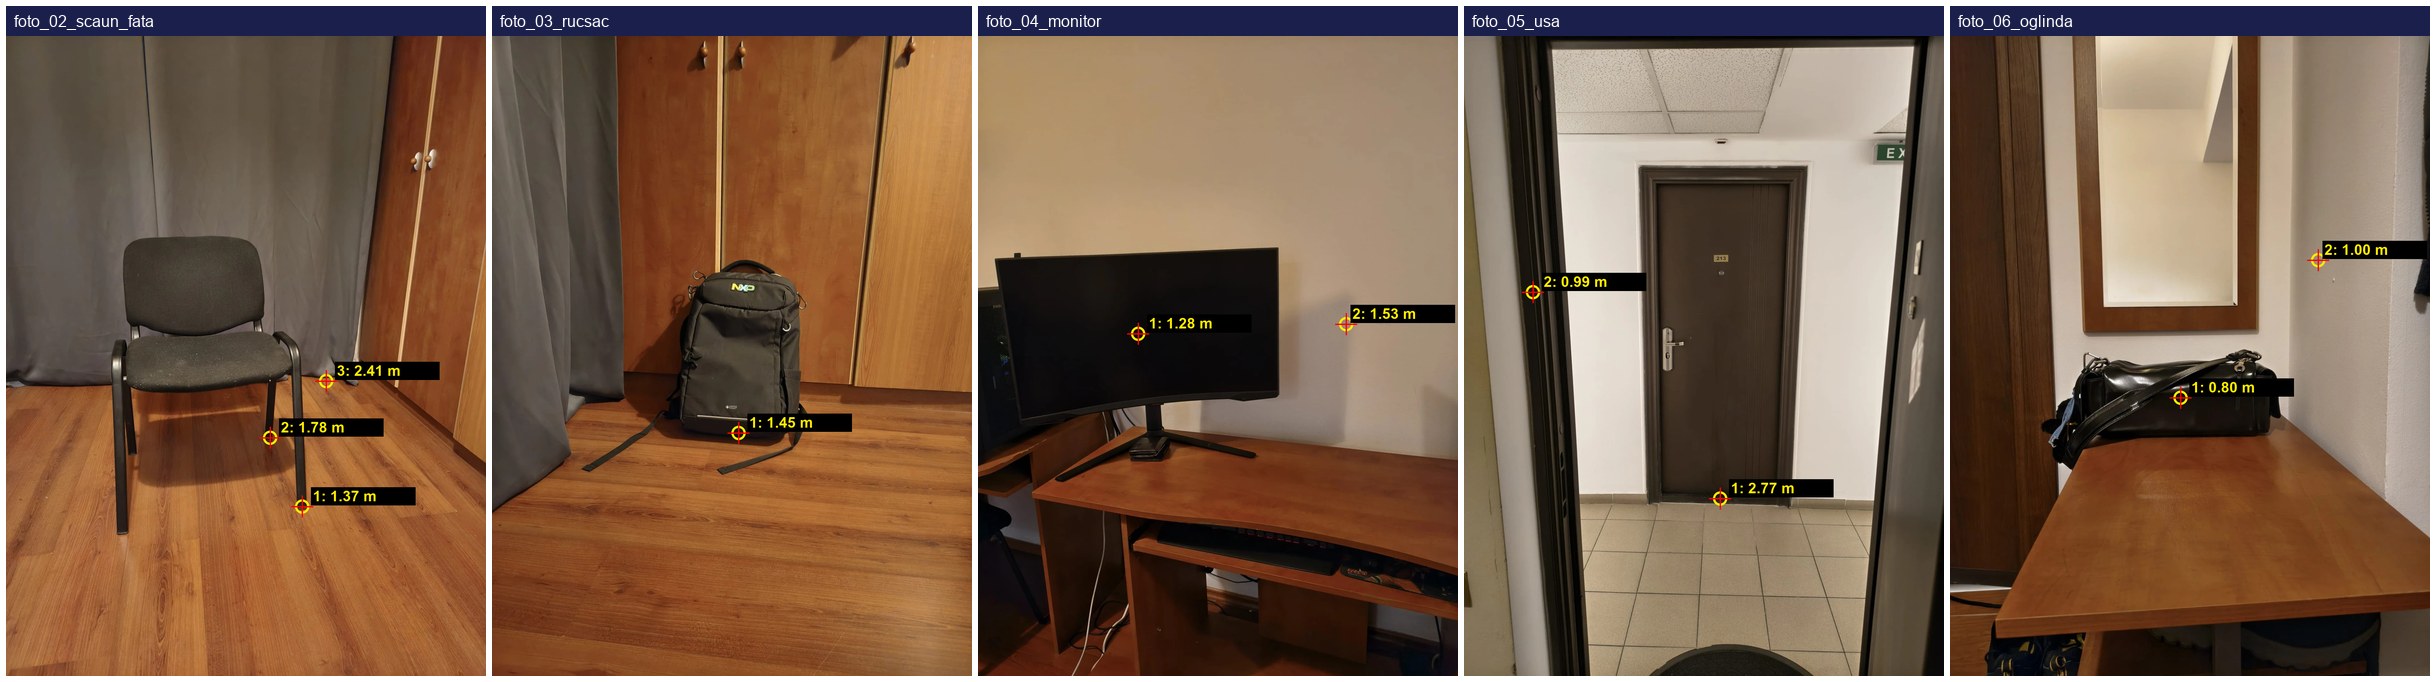 foto_02_scaun_fata
3: 2.41 m
2: 1.78 m
1: 1.37 m
foto_03_rucsac
NXP
1: 1.45 m
foto_04_monitor
1: 1.28 m
2: 1.53 m
foto_05_usa
EX
2: 0.99 m
1: 2.77 m
foto_06_oglinda
2: 1.00 m
1: 0.80 m